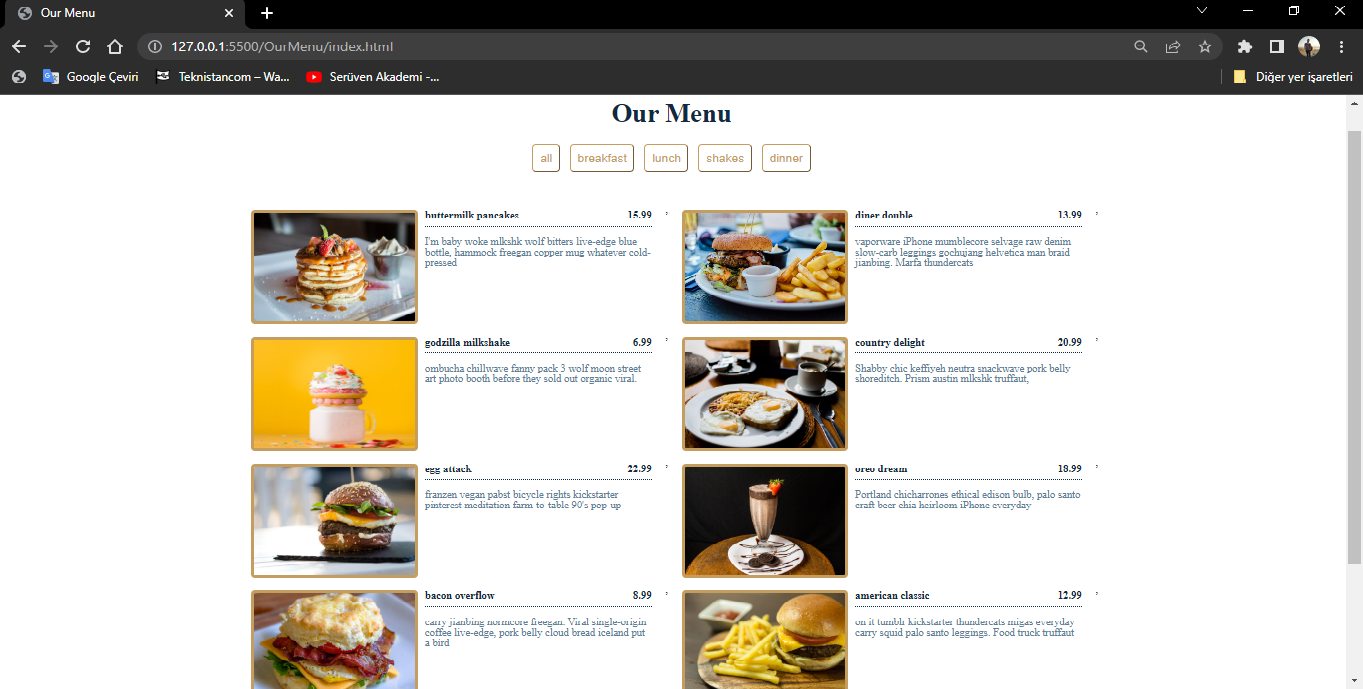 Our Menu
127.0.0.1:5500/OurMenu/index.html
Google Çeviri
Teknistancom – Wa...
Serüven Akademi -...
Diğer yer işaretleri
Our Menu
all
breakfast
lunch
shakes
dinner
buttermilk pancakes 15.99
I'm baby woke mlkshk wolf bitters live-edge blue
bottle, hammock freegan copper mug whatever cold-
pressed
,
diner double 13.99
vaporware iPhone mumblecore selvage raw denim
slow-carb leggings gochujang helvetica man braid
jianbing. Marfa thundercats
,
godzilla milkshake 6.99
ombucha chillwave fanny pack 3 wolf moon street
art photo booth before they sold out organic viral.
,
country delight 20.99
Shabby chic keffiyeh neutra snackwave pork belly
shoreditch. Prism austin mlkshk truffaut,
,
egg attack 22.99
franzen vegan pabst bicycle rights kickstarter
pinterest meditation farm-to-table 90's pop-up
,
oreo dream 18.99
Portland chicharrones ethical edison bulb, palo santo
craft beer chia heirloom iPhone everyday
,
bacon overflow 8.99
carry jianbing normcore freegan. Viral single-origin
coffee live-edge, pork belly cloud bread iceland put
a bird
,
american classic 12.99
on it tumblr kickstarter thundercats migas everyday
carry squid palo santo leggings. Food truck truffaut
,